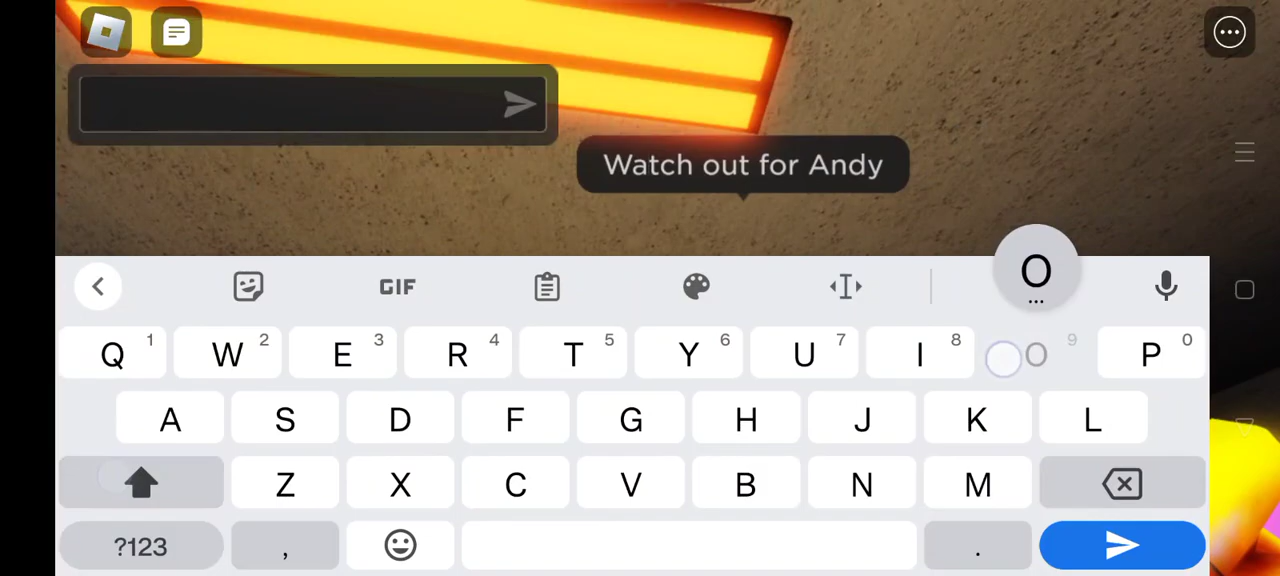 Watch out for Andy
O
GIF
Q 1 W 2 E 3 R 4 T 5 Y 6 U 7 I 8 O 9 P 0
A S D F G H J K L
Z X C V B N M
?123 , .